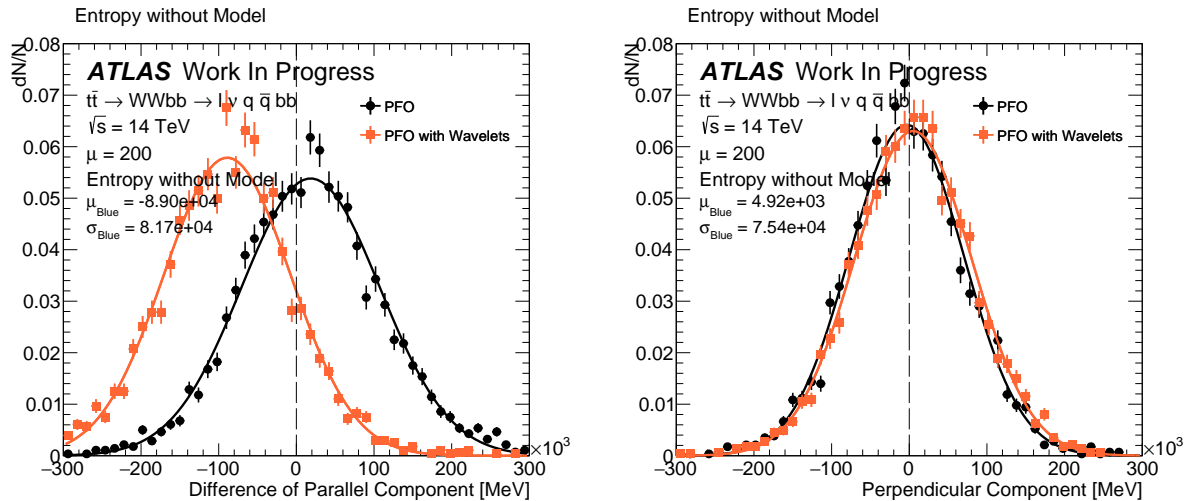 Entropy without Model
dN/N
0.08
0.07
0.06
0.05
0.04
0.03
0.02
0.01
0
ATLAS Work In Progress
tt̄ → WWbb → l ν q q̄ bb
√s = 14 TeV
μ = 200
Entropy without Model
μBlue = -8.90e+04
σBlue = 8.17e+04
PFO
PFO with Wavelets
−300 −200 −100 0 100 200 300
×10³
Difference of Parallel Component [MeV]
Entropy without Model
dN/N
0.08
0.07
0.06
0.05
0.04
0.03
0.02
0.01
0
ATLAS Work In Progress
tt̄ → WWbb → l ν q q̄ bb
√s = 14 TeV
μ = 200
Entropy without Model
μBlue = 4.92e+03
σBlue = 7.54e+04
PFO
PFO with Wavelets
−300 −200 −100 0 100 200 300
×10³
Perpendicular Component [MeV]